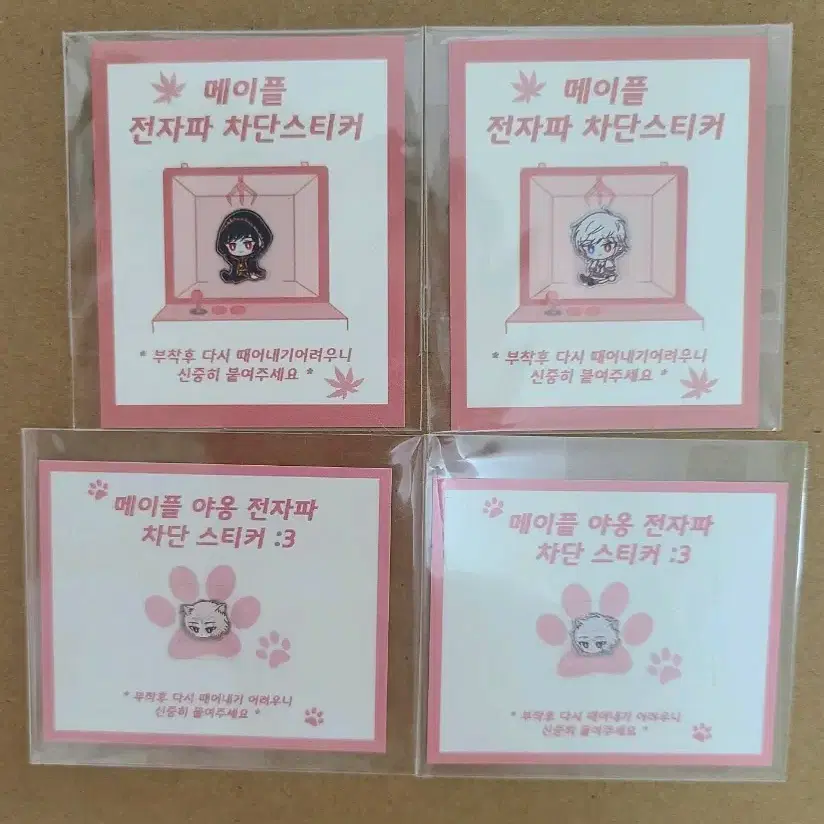 메이플
전자파 차단스티커
* 부착후 다시 때어내기어려우니
신중히 붙여주세요 *
메이플
전자파 차단스티커
* 부착후 다시 때어내기어려우니
신중히 붙여주세요 *
메이플 야옹 전자파
차단 스티커 :3
* 부착후 다시 때어내기 어려우니
신중히 붙여주세요 *
메이플 야옹 전자파
차단 스티커 :3
* 부착후 다시 때어내기 어려우니
신중히 붙여주세요 *